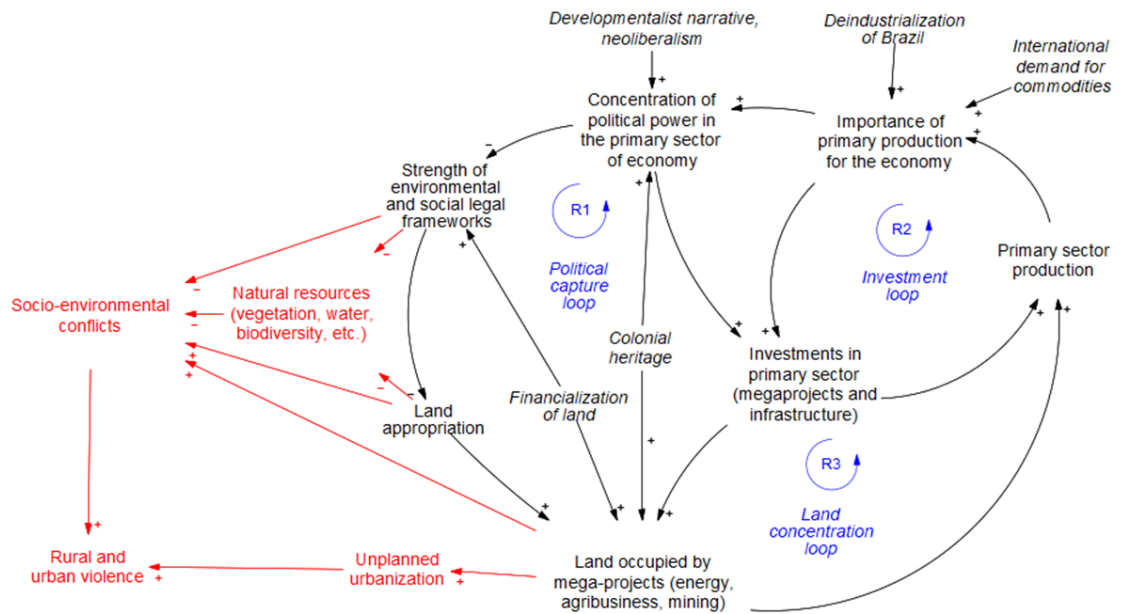 Developmentalist narrative,
neoliberalism
Deindustrialization
of Brazil
International
demand for
commodities
+
+
+
+
+
Concentration of
political power in
the primary sector
of economy
Importance of
primary production
for the economy
–
Strength of
environmental
and social legal
frameworks
+
R1
R2
Political
capture
loop
Investment
loop
Primary sector
production
+
–
–
Socio-environmental
conflicts
Natural resources
(vegetation, water,
biodiversity, etc.)
–
+
+
+
+
+
+
Colonial
heritage
Investments in
primary sector
(megaprojects and
infrastructure)
–
–
Land
appropriation
Financialization
of land
+
R3
Land
concentration
loop
+
+
+
+
Rural and
urban violence
+
Unplanned
urbanization
+
Land occupied by
mega-projects (energy,
agribusiness, mining)